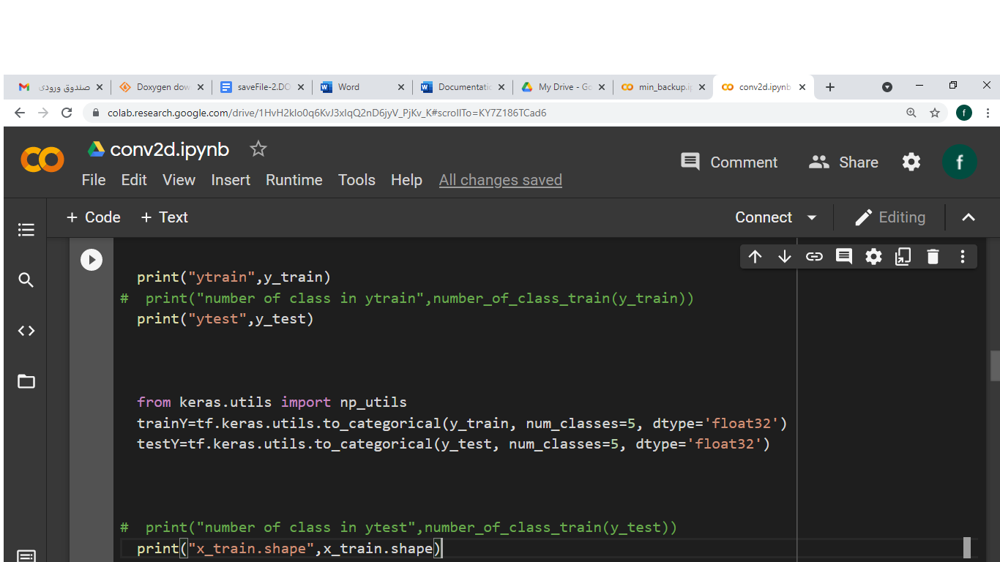 صندوق ورودی
Doxygen dow
saveFile-2.DO
Word
Documentatic
My Drive - Go
min_backup.ip
conv2d.ipynb
colab.research.google.com/drive/1HvH2kIo0q6KvJ3xIqQ2nD6jyV_PjKv_K#scrollTo=KY7Z186TCad6
f
conv2d.ipynb
Comment
Share
f
File Edit View Insert Runtime Tools Help All changes saved
+ Code + Text
Connect
Editing
print("ytrain",y_train)
# print("number of class in ytrain",number_of_class_train(y_train))
print("ytest",y_test)
from keras.utils import np_utils
trainY=tf.keras.utils.to_categorical(y_train, num_classes=5, dtype='float32')
testY=tf.keras.utils.to_categorical(y_test, num_classes=5, dtype='float32')
# print("number of class in ytest",number_of_class_train(y_test))
print("x_train.shape",x_train.shape)